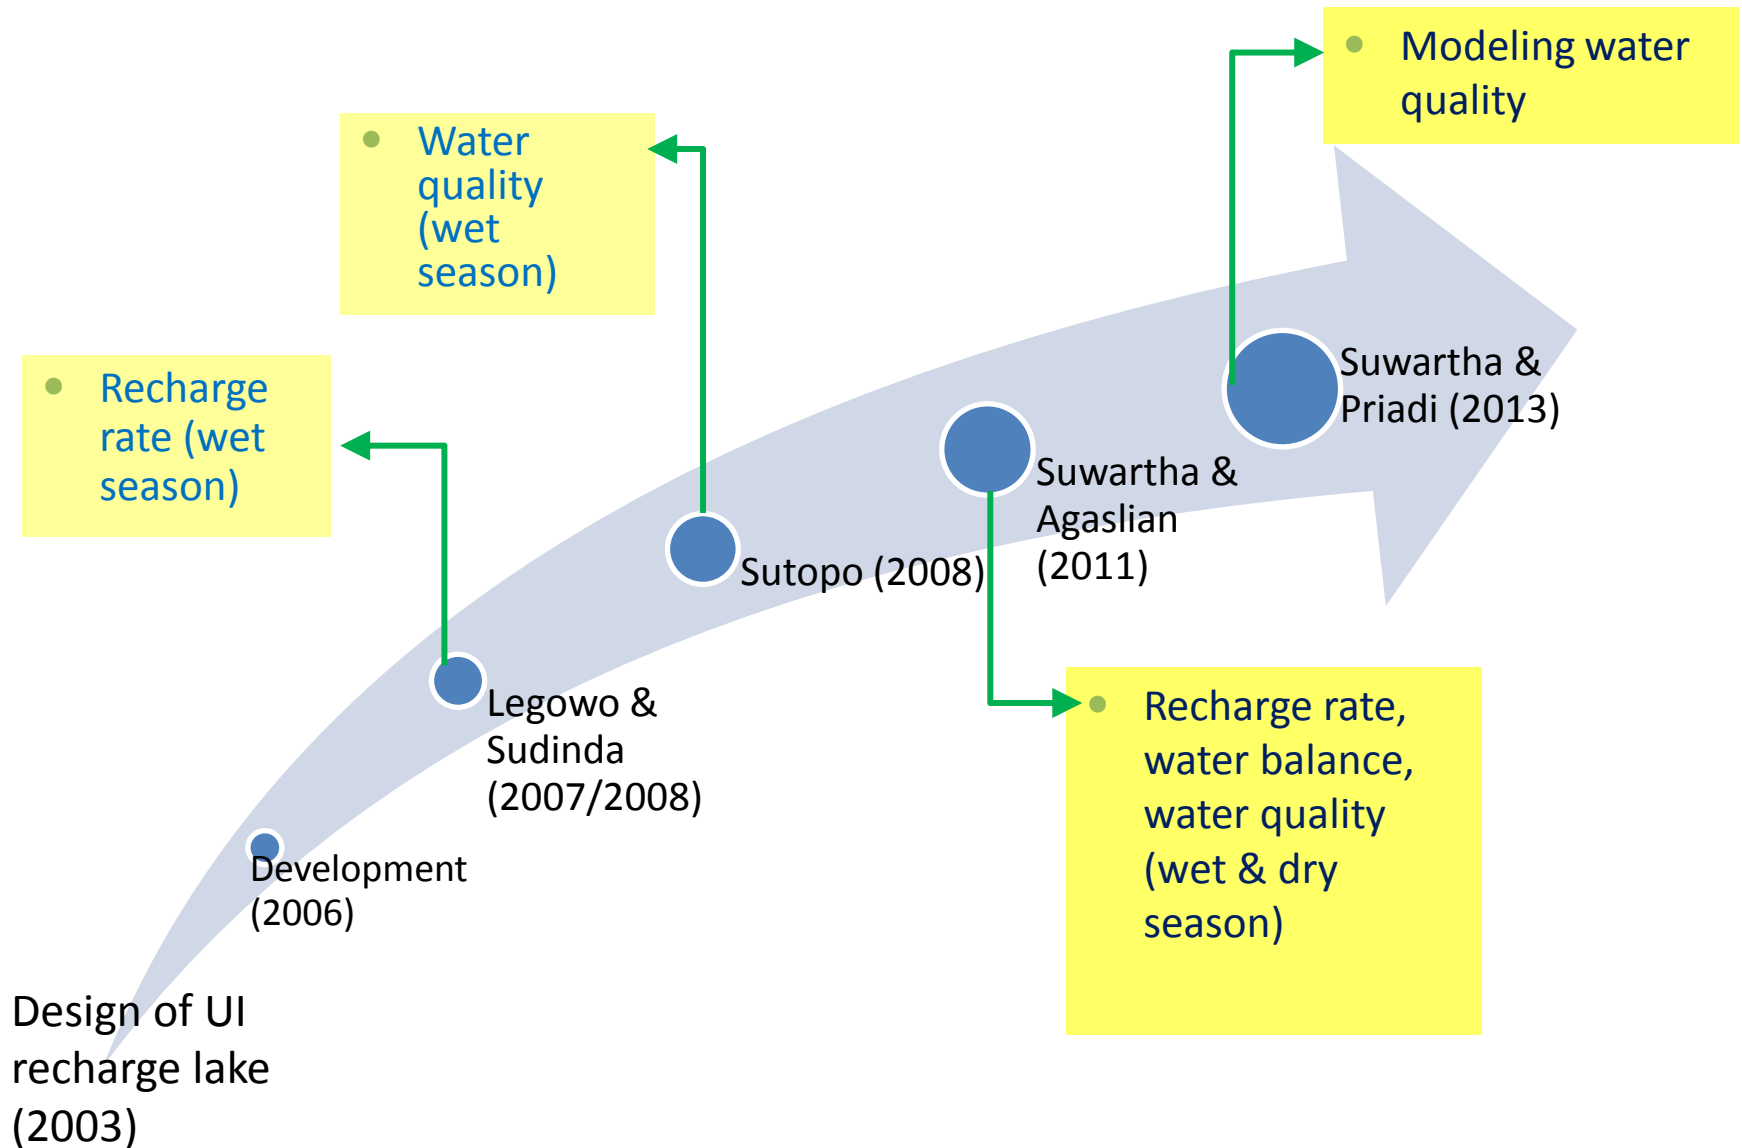 Modeling water
quality
Water
quality
(wet
season)
Recharge
rate (wet
season)
Suwartha &
Priadi (2013)
Suwartha &
Agaslian
(2011)
Sutopo (2008)
Legowo &
Sudinda
(2007/2008)
Recharge rate,
water balance,
water quality
(wet & dry
season)
Development
(2006)
Design of UI
recharge lake
(2003)